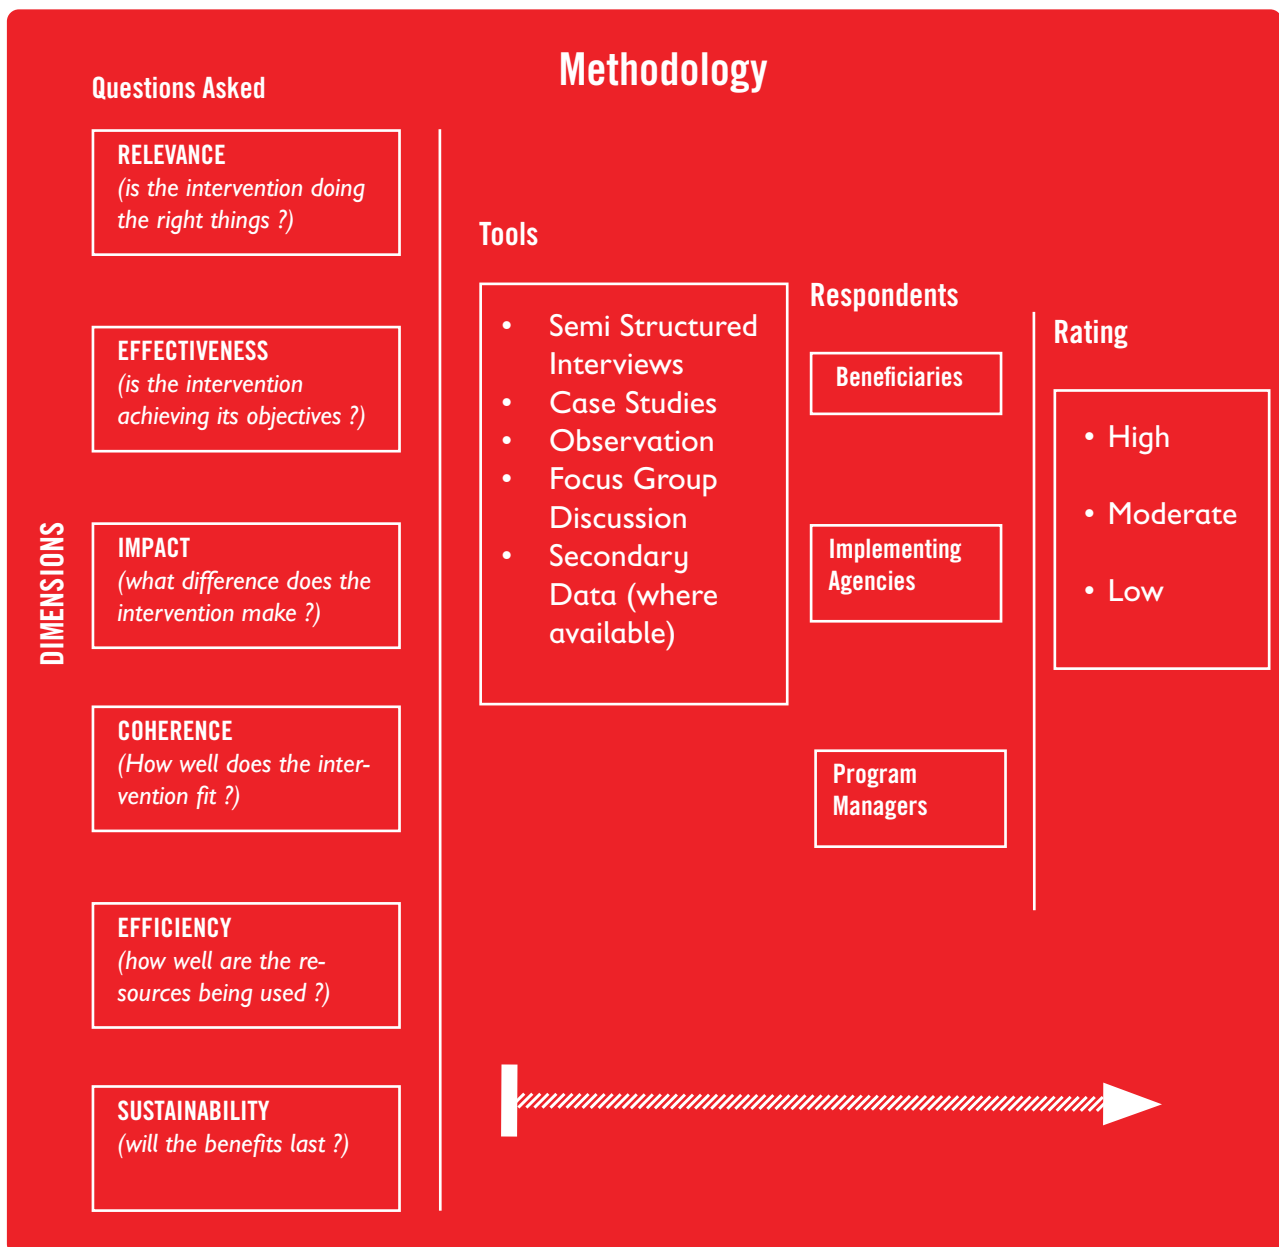 Methodology
Questions Asked
DIMENSIONS
RELEVANCE
(is the intervention doing
the right things ?)
EFFECTIVENESS
(is the intervention
achieving its objectives ?)
IMPACT
(what difference does the
intervention make ?)
COHERENCE
(How well does the inter-
vention fit ?)
EFFICIENCY
(how well are the re-
sources being used ?)
SUSTAINABILITY
(will the benefits last ?)
Tools
• Semi Structured
Interviews
• Case Studies
• Observation
• Focus Group
Discussion
• Secondary
Data (where
available)
Respondents
Beneficiaries
Implementing
Agencies
Program
Managers
Rating
• High
• Moderate
• Low